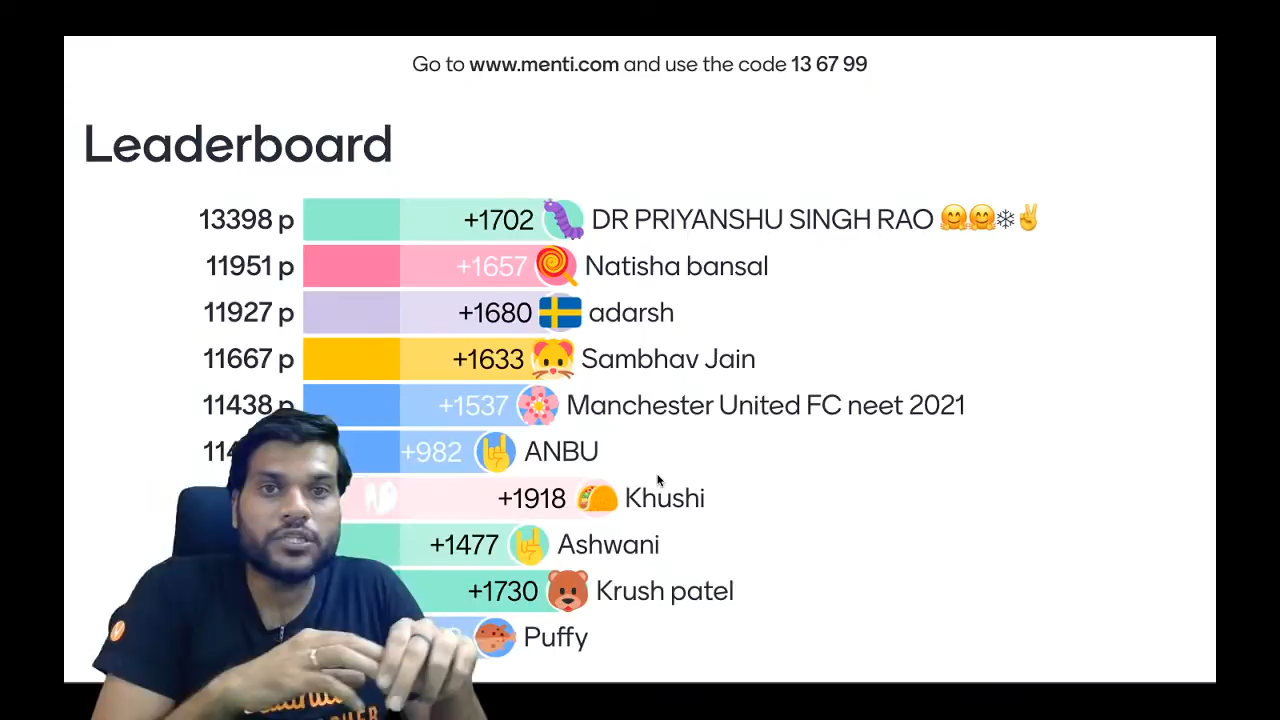 Go to www.menti.com and use the code 13 67 99
Leaderboard
13398 p +1702 DR PRIYANSHU SINGH RAO 🤗🤗❄✌
11951 p +1657 Natisha bansal
11927 p +1680 adarsh
11667 p +1633 Sambhav Jain
11438 p +1537 Manchester United FC neet 2021
+982 ANBU
+1918 Khushi
+1477 Ashwani
+1730 Krush patel
Puffy